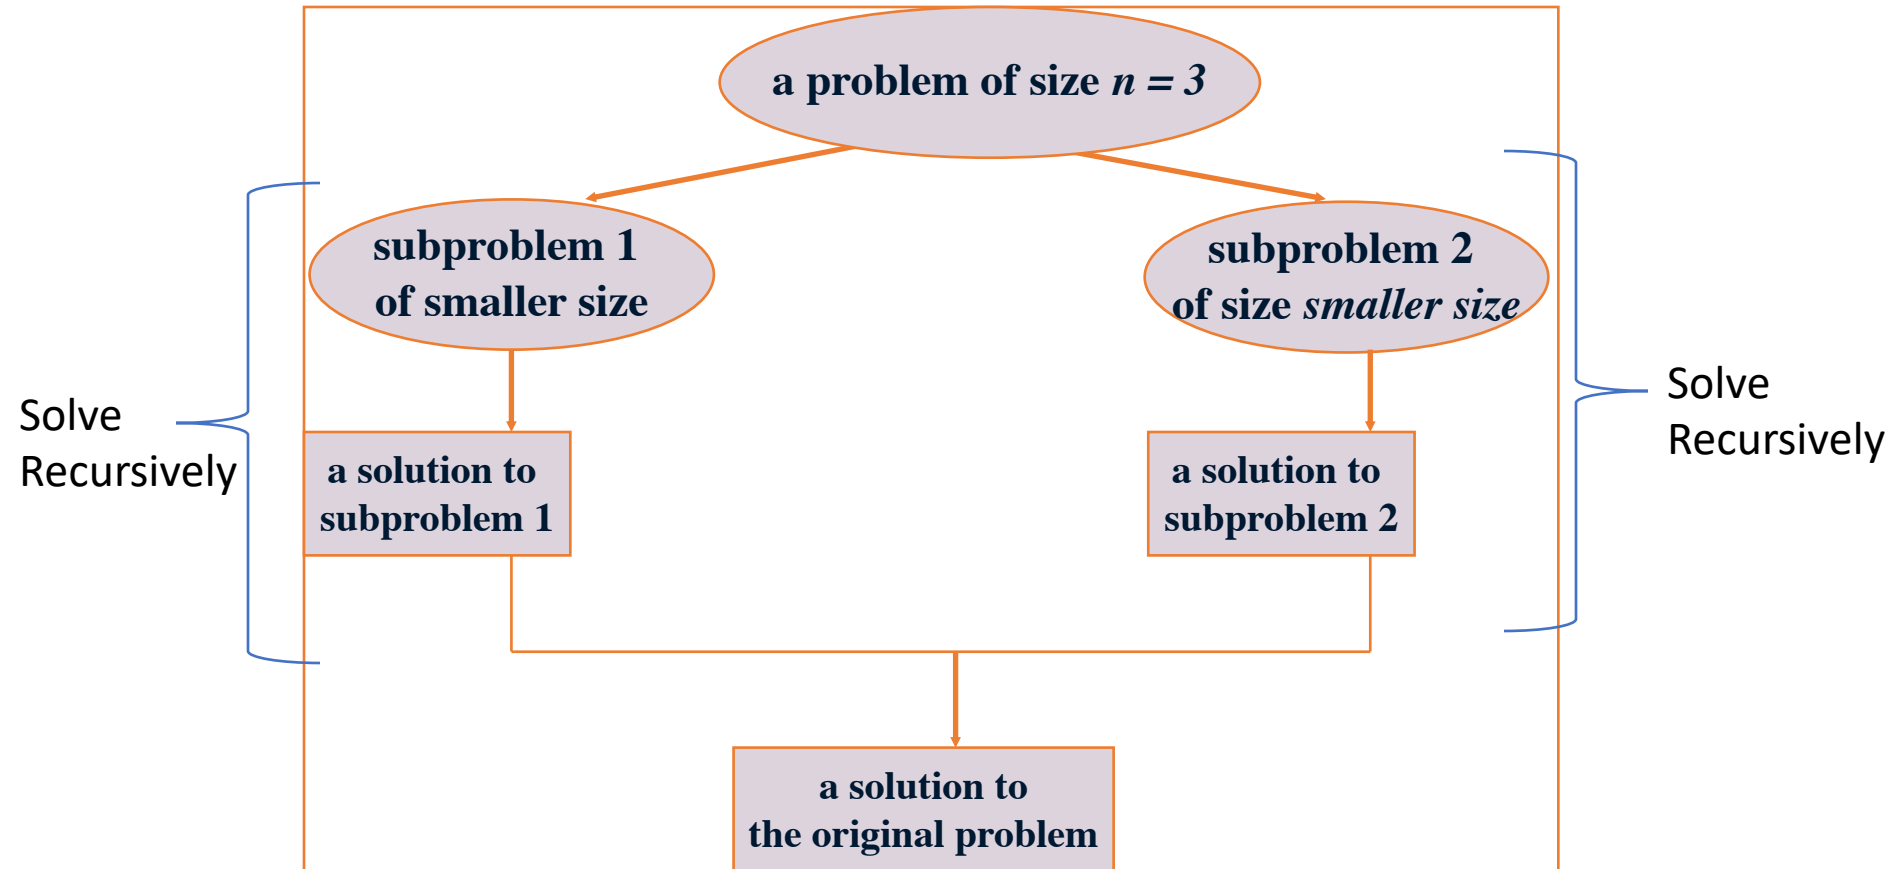 a problem of size n = 3
subproblem 1
of smaller size
subproblem 2
of size smaller size
Solve
Recursively
Solve
Recursively
a solution to
subproblem 1
a solution to
subproblem 2
a solution to
the original problem